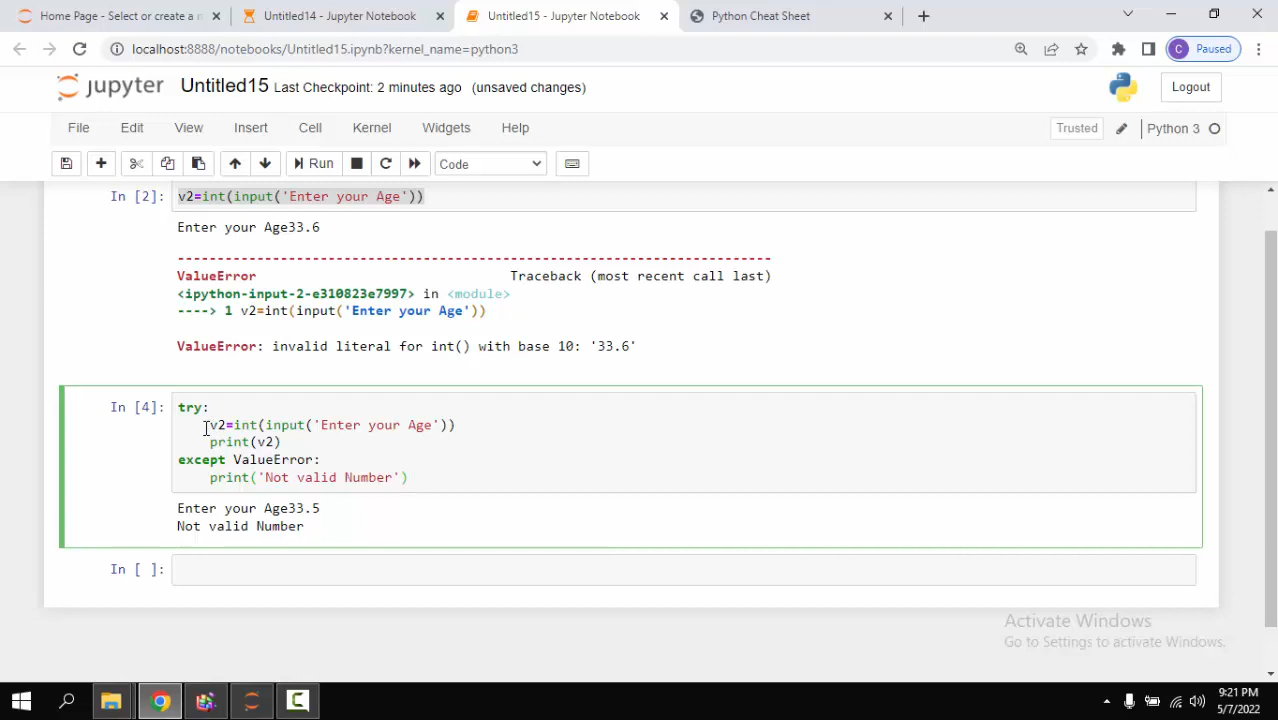 Home Page - Select or create a n
Untitled14 - Jupyter Notebook
Untitled15 - Jupyter Notebook
Python Cheat Sheet
localhost:8888/notebooks/Untitled15.ipynb?kernel_name=python3
C Paused
jupyter Untitled15 Last Checkpoint: 2 minutes ago (unsaved changes)
Logout
File Edit View Insert Cell Kernel Widgets Help
Trusted
Python 3
Run
Code
In [2]: v2=int(input('Enter your Age'))
Enter your Age33.6
---------------------------------------------------------------------------
ValueError Traceback (most recent call last)
<ipython-input-2-e310823e7997> in <module>
----> 1 v2=int(input('Enter your Age'))
ValueError: invalid literal for int() with base 10: '33.6'
In [4]: try:
v2=int(input('Enter your Age'))
print(v2)
except ValueError:
print('Not valid Number')
Enter your Age33.5
Not valid Number
In [ ]:
Activate Windows
Go to Settings to activate Windows.
C
9:21 PM
5/7/2022